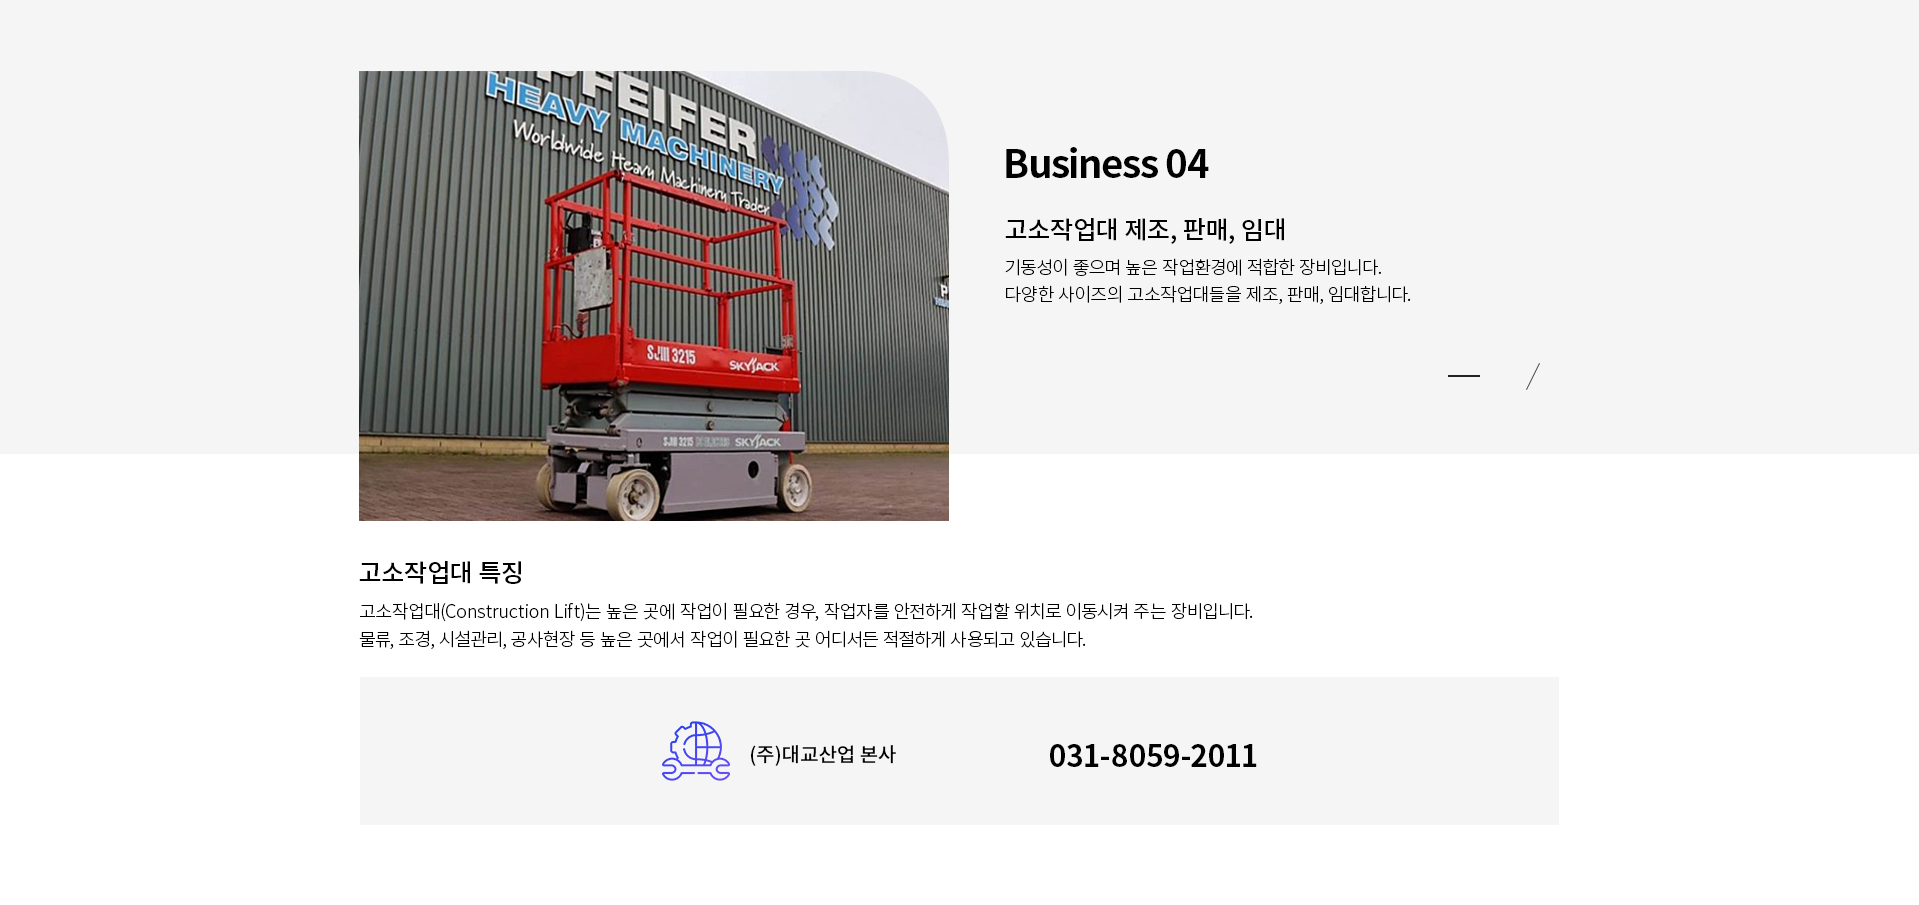 PFEIFER
HEAVY MACHINERY
Worldwide Heavy Machinery Trader
SJIII 3215
SKYJACK
SJIII 3215
SKYJACK
Business 04
고소작업대 제조, 판매, 임대
기동성이 좋으며 높은 작업환경에 적합한 장비입니다.
다양한 사이즈의 고소작업대들을 제조, 판매, 임대합니다.
고소작업대 특징
고소작업대(Construction Lift)는 높은 곳에 작업이 필요한 경우, 작업자를 안전하게 작업할 위치로 이동시켜 주는 장비입니다.
물류, 조경, 시설관리, 공사현장 등 높은 곳에서 작업이 필요한 곳 어디서든 적절하게 사용되고 있습니다.
(주)대교산업 본사
031-8059-2011